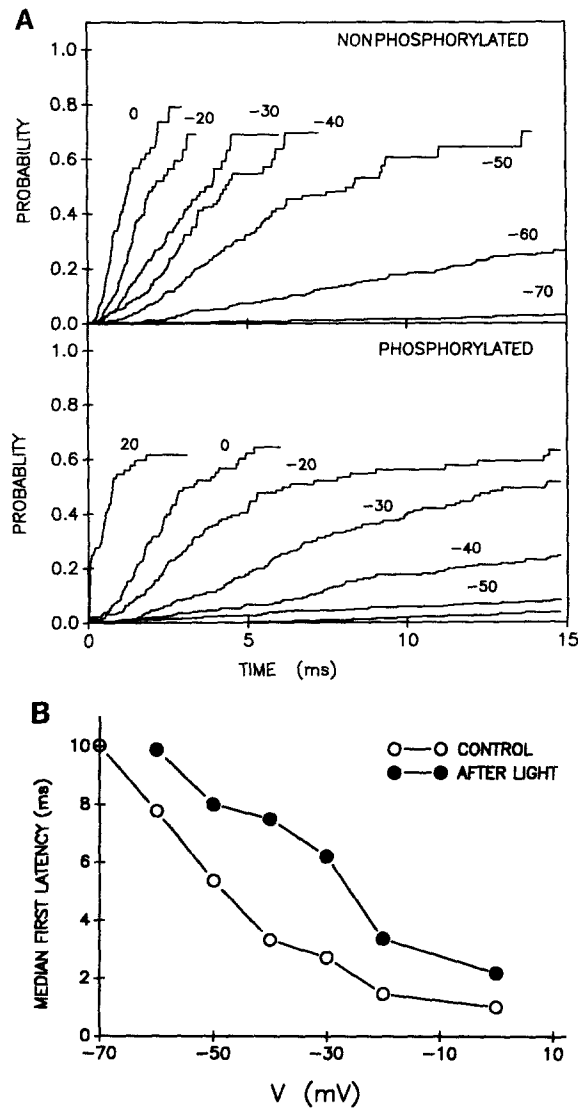 A
NONPHOSPHORYLATED
1.0
0.8
0.6
0.4
0.2
0.0
PROBABILITY
0
-20
-30
-40
-50
-60
-70
PHOSPHORYLATED
1.0
0.8
0.6
0.4
0.2
0.0
PROBABLITY
20
0
-20
-30
-40
-50
0 5 10 15
TIME (ms)
B
10
8
6
4
2
0
MEDIAN FIRST LATENCY (ms)
CONTROL
AFTER LIGHT
-70 -50 -30 -10 10
V (mV)